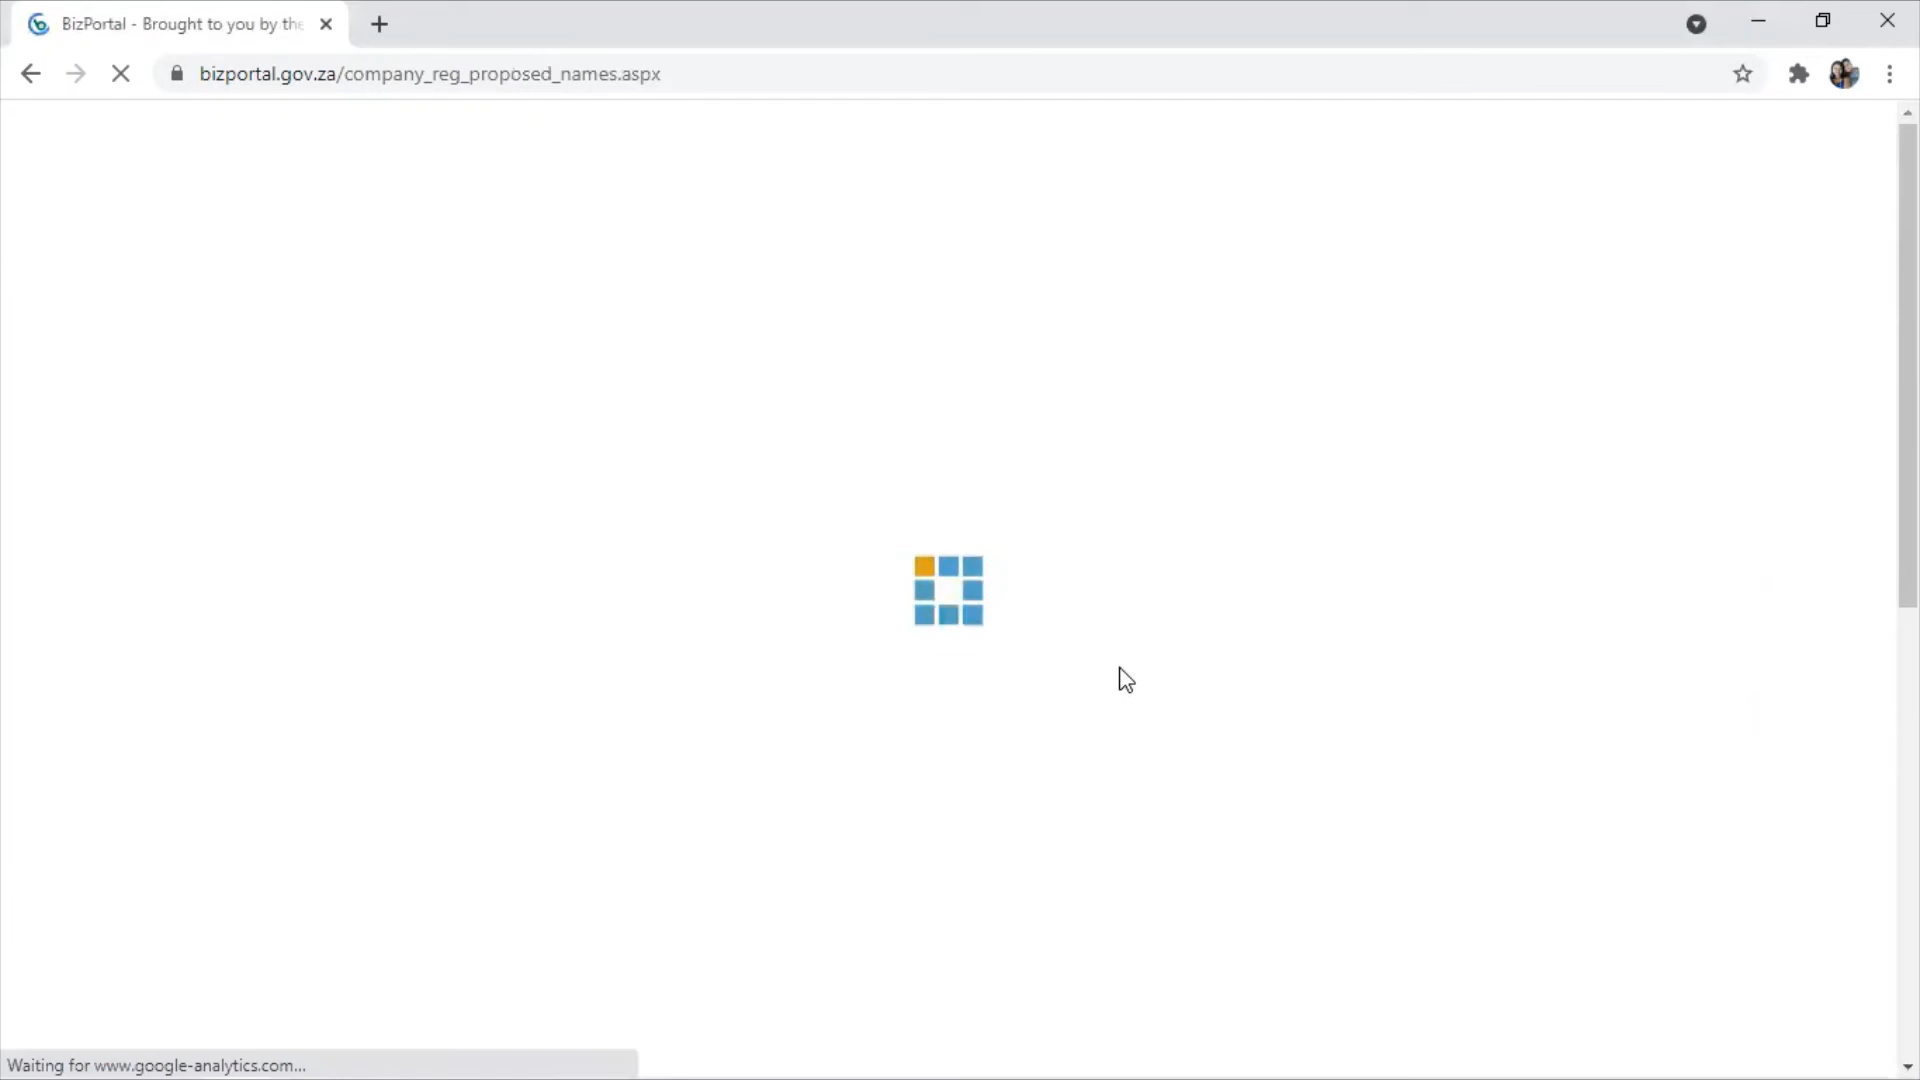 BizPortal - Brought to you by the
bizportal.gov.za/company_reg_proposed_names.aspx
Waiting for www.google-analytics.com...